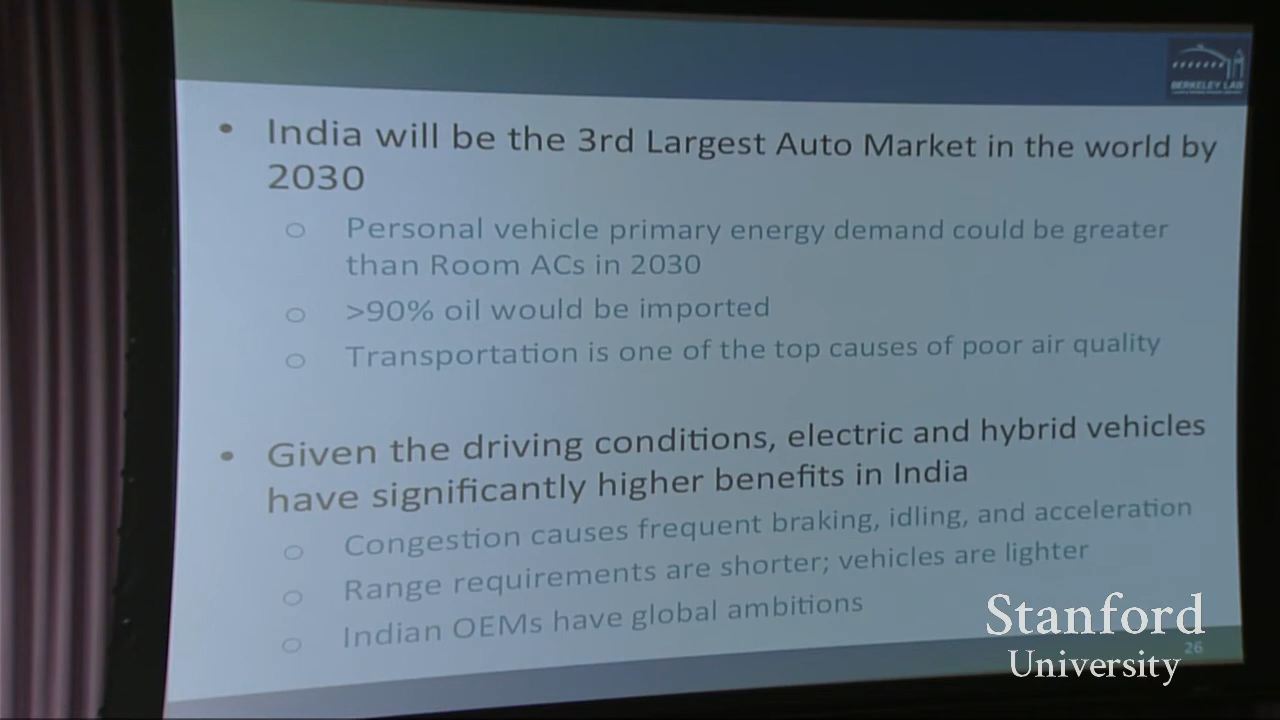 BERKELEY LAW
• India will be the 3rd Largest Auto Market in the world by
2030
○ Personal vehicle primary energy demand could be greater
than Room ACs in 2030
○ >90% oil would be imported
○ Transportation is one of the top causes of poor air quality
• Given the driving conditions, electric and hybrid vehicles
have significantly higher benefits in India
○ Congestion causes frequent braking, idling, and acceleration
○ Range requirements are shorter; vehicles are lighter
○ Indian OEMs have global ambitions
26
Stanford
University